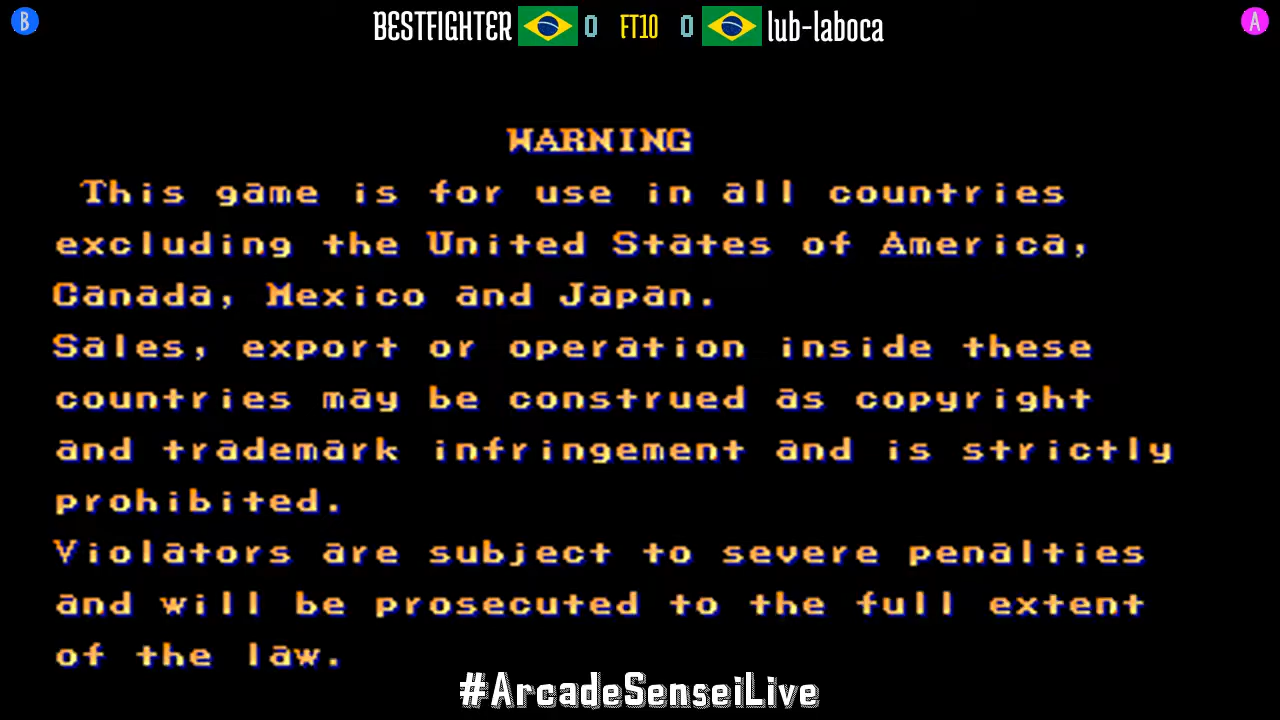 B BESTFIGHTER 0 FT10 0 lub-laboca A
WARNING
This game is for use in all countries
excluding the United States of America,
Canada, Mexico and Japan.
Sales, export or operation inside these
countries may be construed as copyright
and trademark infringement and is strictly
prohibited.
Violators are subject to severe penalties
and will be prosecuted to the full extent
of the law.
#ArcadeSenseiLive